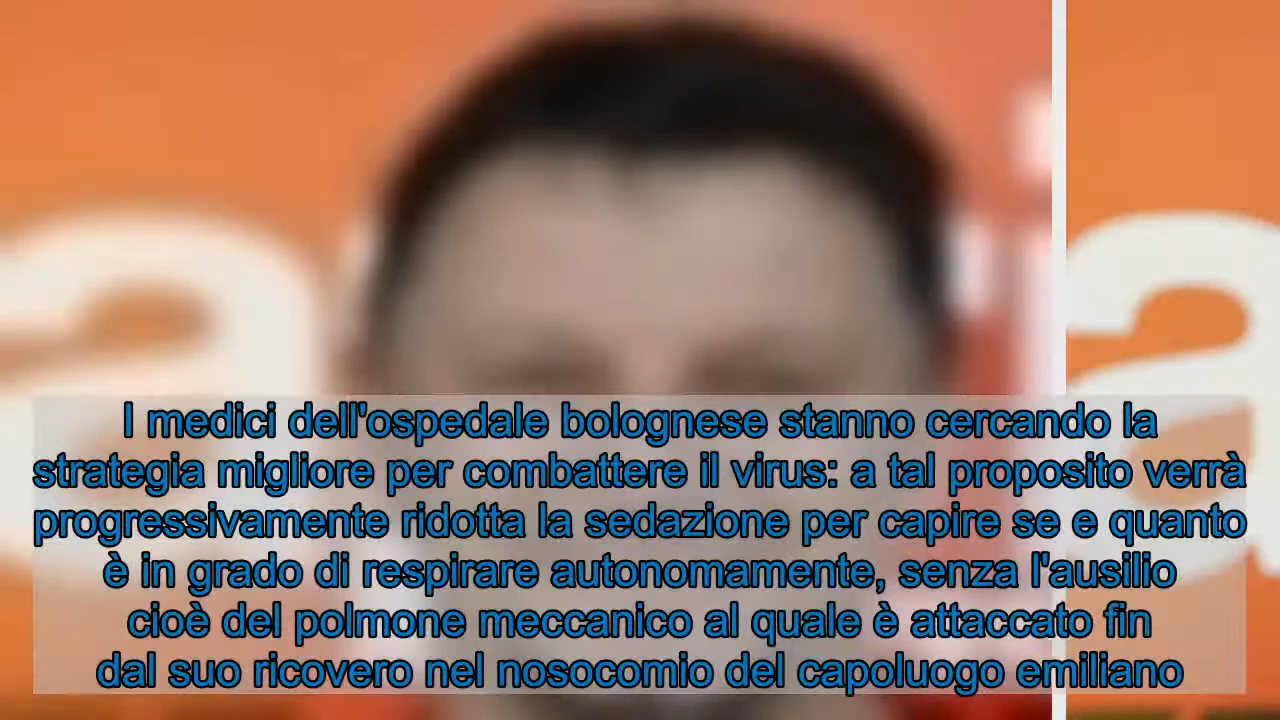 I medici dell'ospedale bolognese stanno cercando la
strategia migliore per combattere il virus: a tal proposito verrà
progressivamente ridotta la sedazione per capire se e quanto
è in grado di respirare autonomamente, senza l'ausilio
cioè del polmone meccanico al quale è attaccato fin
dal suo ricovero nel nosocomio del capoluogo emiliano